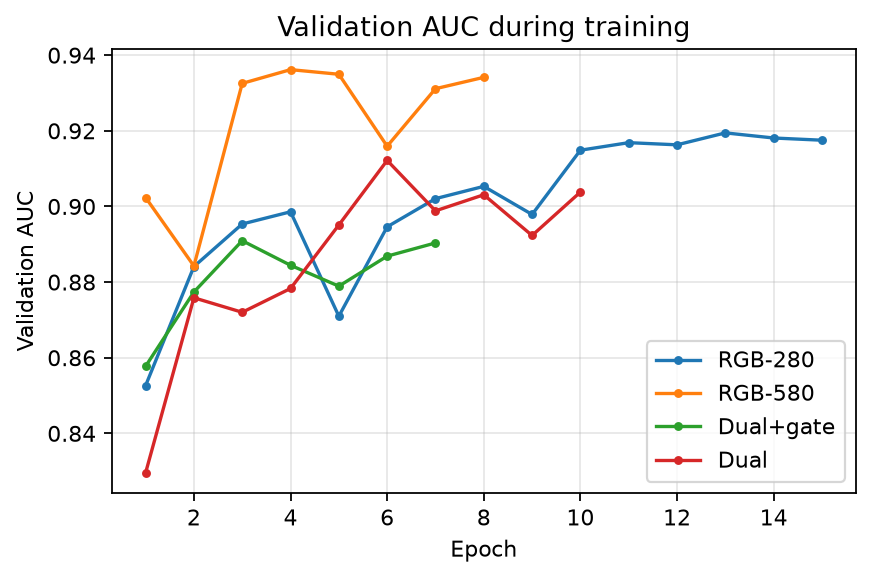 Validation AUC during training
0.94
0.92
0.90
0.88
0.86
0.84
Validation AUC
2 4 6 8 10 12 14
Epoch
RGB-280
RGB-580
Dual+gate
Dual